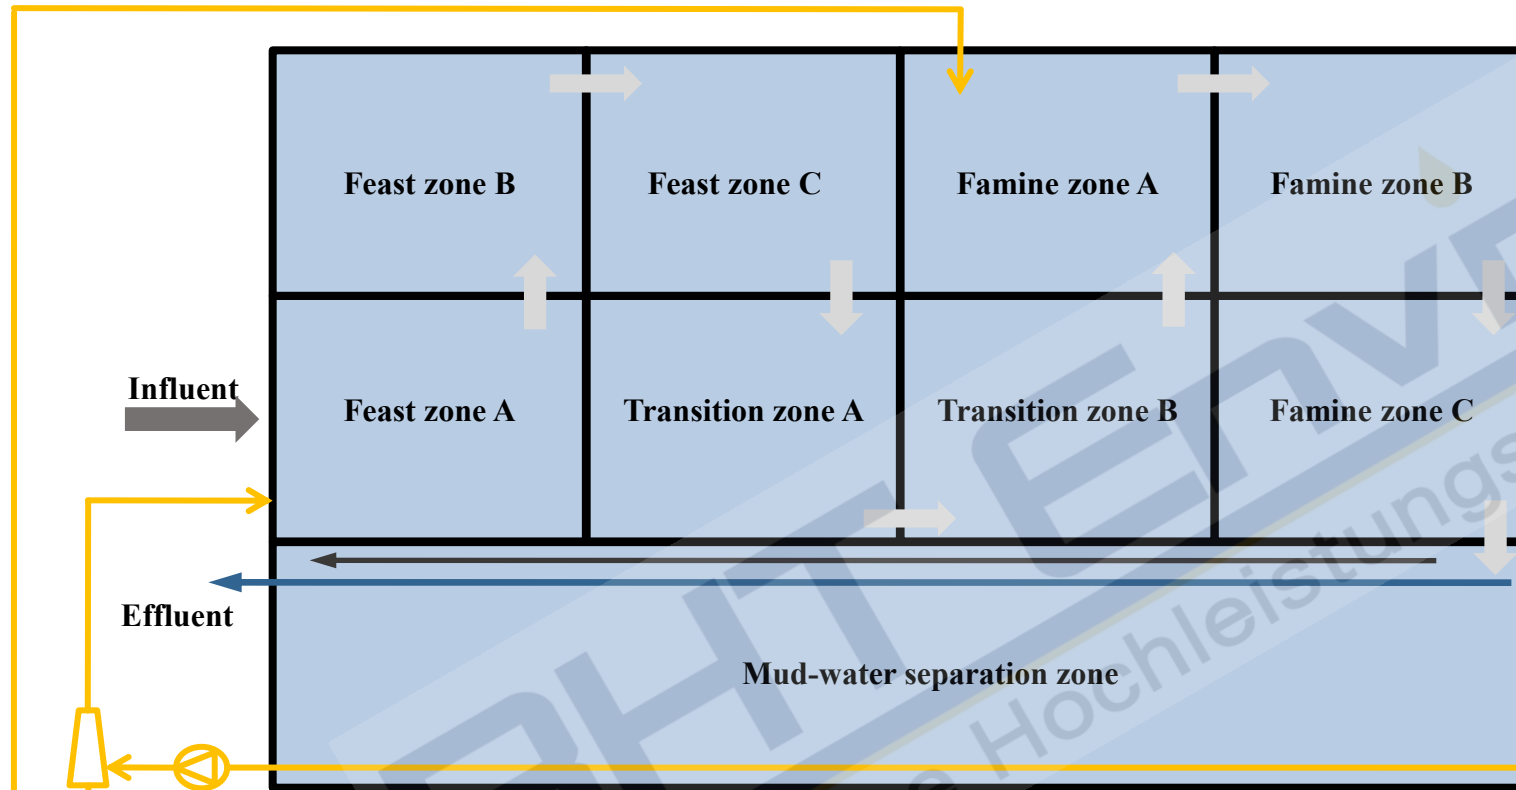 Feast zone B
Feast zone C
Famine zone A
Famine zone B
Influent
Feast zone A
Transition zone A
Transition zone B
Famine zone C
Effluent
Mud-water separation zone